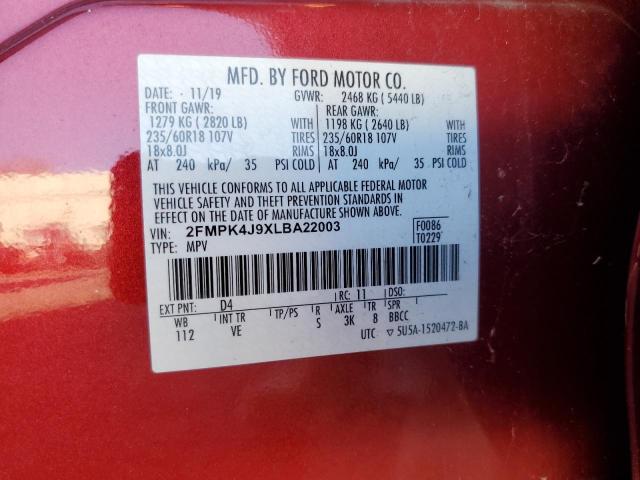 MFD. BY FORD MOTOR CO.
DATE: 11/19 GVWR: 2468 KG (5440 LB)
FRONT GAWR: REAR GAWR:
1279 KG (2820 LB) WITH 1198 KG (2640 LB) WITH
235/60R18 107V TIRES 235/60R18 107V TIRES
18x8.0J RIMS 18x8.0J RIMS
AT 240 kPa/ 35 PSI COLD AT 240 kPa/ 35 PSI COLD
THIS VEHICLE CONFORMS TO ALL APPLICABLE FEDERAL MOTOR
VEHICLE SAFETY AND THEFT PREVENTION STANDARDS IN
EFFECT ON THE DATE OF MANUFACTURE SHOWN ABOVE.
VIN: 2FMPK4J9XLBA22003 F0086
TYPE: MPV T0229
EXT PNT: D4 RC: 11 DSO:
WB INT TR TP/PS R AXLE TR SPR
112 VE S 3K 8 BBCC
UTC ▽ 5U5A-1520472-BA